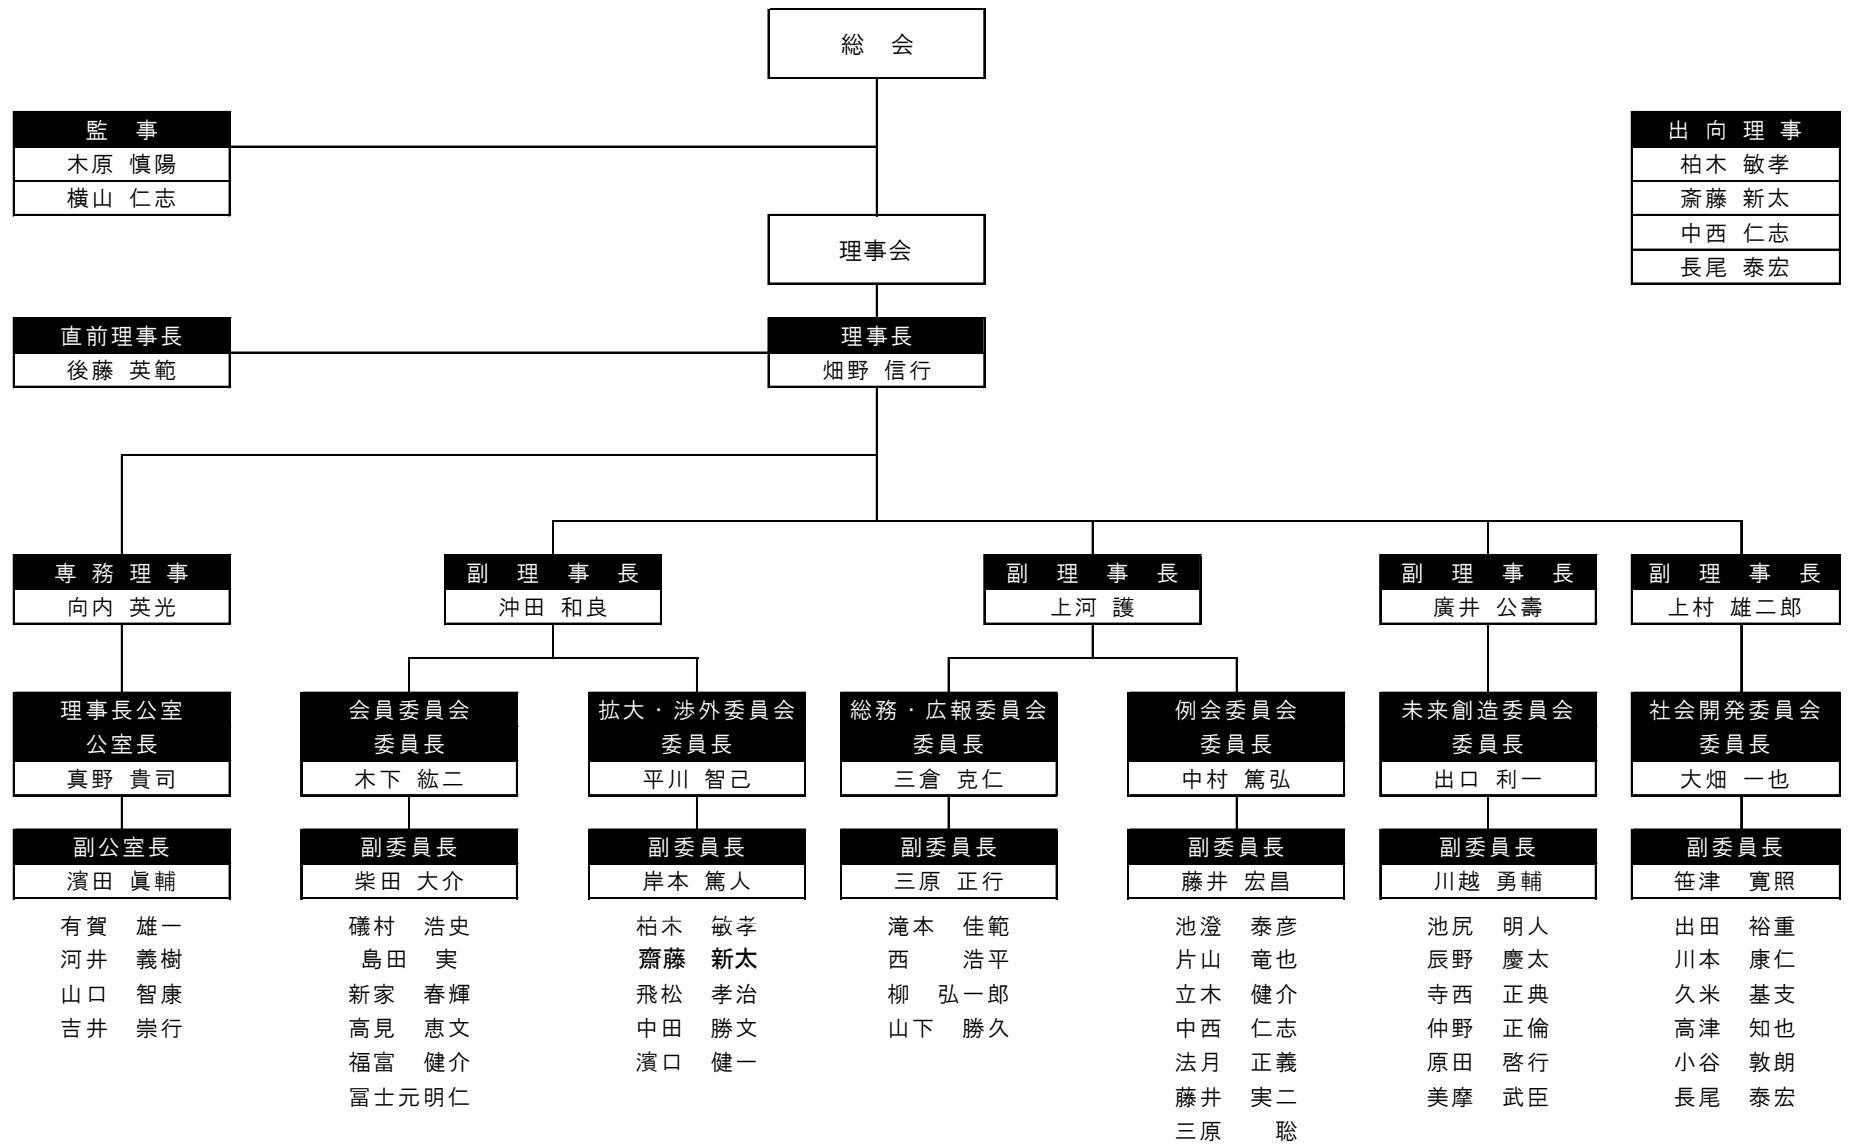 総　会
監　事
木原 慎陽
横山 仁志
出 向 理 事
柏木 敏孝
斎藤 新太
中西 仁志
長尾 泰宏
理事会
直前理事長
後藤 英範
理事長
畑野 信行
専 務 理 事
向内 英光
副　理　事　長
沖田 和良
副　理　事　長
上河 護
副　理　事　長
廣井 公壽
副　理　事　長
上村 雄二郎
理事長公室
公室長
真野 貴司
副公室長
濱田 眞輔
有賀　雄一
河井　義樹
山口　智康
吉井　崇行
会員委員会
委員長
木下 紘二
副委員長
柴田 大介
礒村　浩史
島田　実
新家　春輝
高見　恵文
福富　健介
冨士元明仁
拡大・渉外委員会
委員長
平川 智己
副委員長
岸本 篤人
柏木　敏孝
齋藤　新太
飛松　孝治
中田　勝文
濱口　健一
総務・広報委員会
委員長
三倉 克仁
副委員長
三原 正行
滝本　佳範
西　　浩平
柳　弘一郎
山下　勝久
例会委員会
委員長
中村 篤弘
副委員長
藤井 宏昌
池澄　泰彦
片山　竜也
立木　健介
中西　仁志
法月　正義
藤井　実二
三原　　聡
未来創造委員会
委員長
出口 利一
副委員長
川越 勇輔
池尻　明人
辰野　慶太
寺西　正典
仲野　正倫
原田　啓行
美摩　武臣
社会開発委員会
委員長
大畑 一也
副委員長
笹津　寛照
出田　裕重
川本　康仁
久米　基支
高津　知也
小谷　敦朗
長尾　泰宏